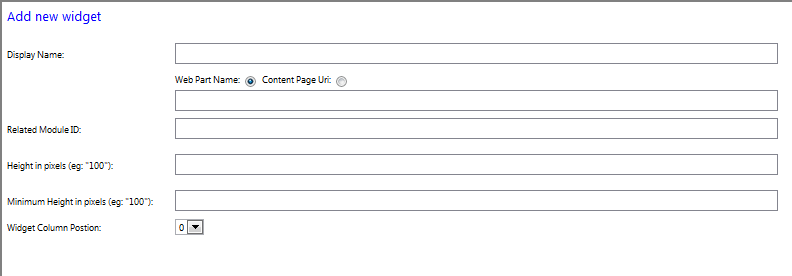 Add new widget
Display Name:
Web Part Name: Content Page Uri:
Related Module ID:
Height in pixels (eg: "100"):
Minimum Height in pixels (eg: "100"):
Widget Column Postion: 0